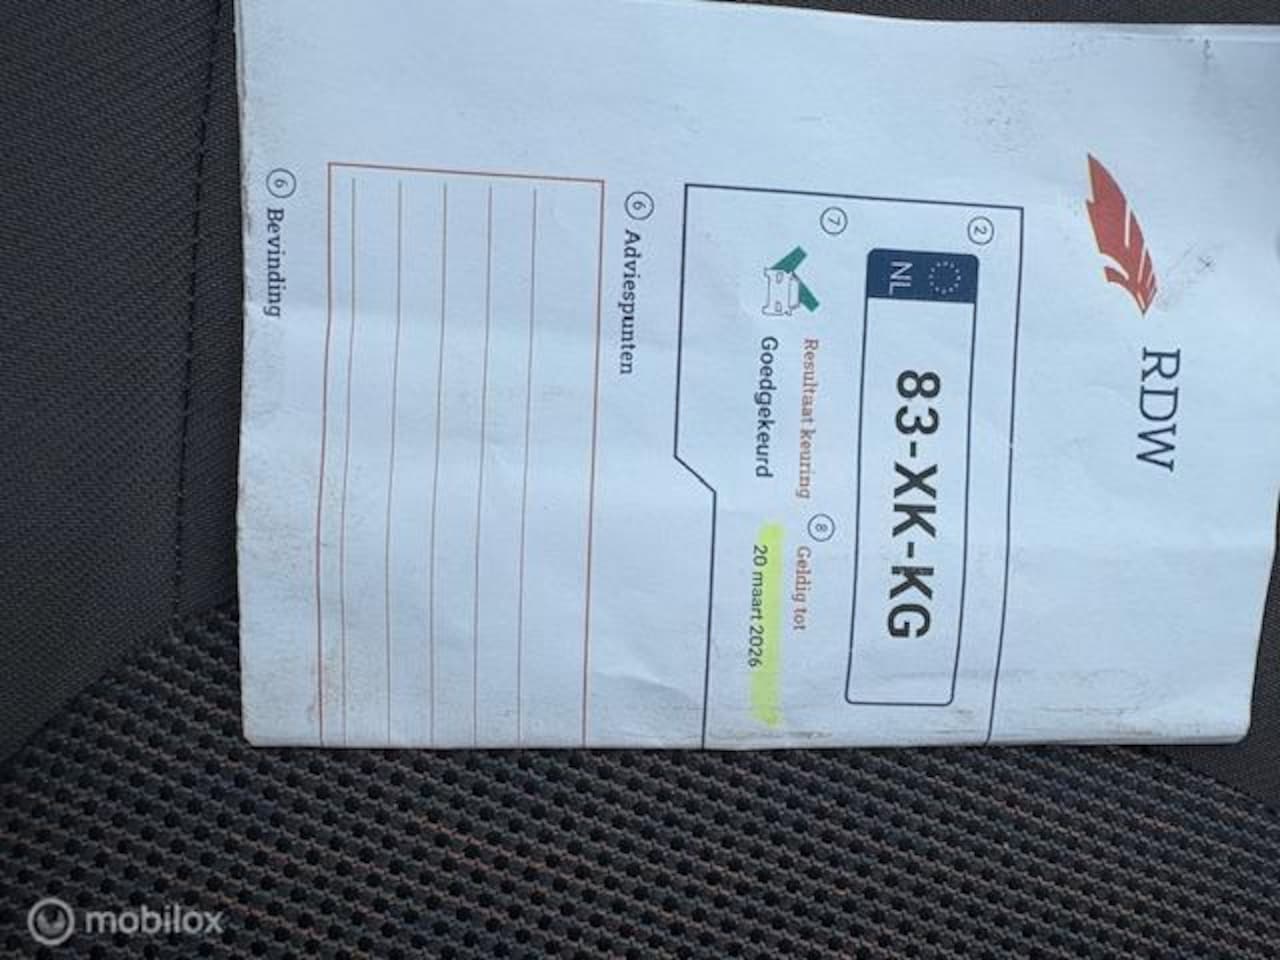 RDW
2
NL
83-XK-KG
7
Resultaat keuring
Goedgekeurd
8
Geldig tot
20 maart 2026
6 Adviespunten
6 Bevinding
mobilox